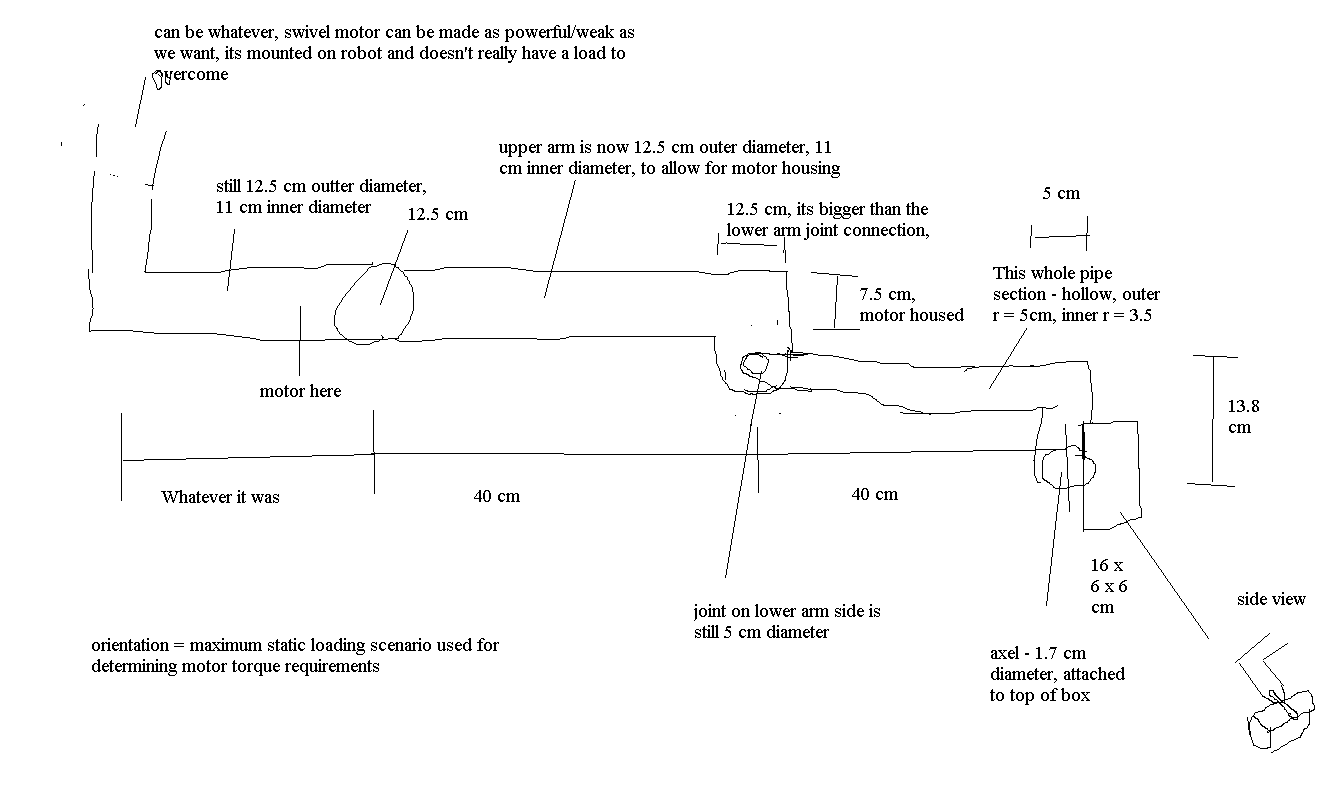 can be whatever, swivel motor can be made as powerful/weak as
we want, its mounted on robot and doesn't really have a load to
overcome
upper arm is now 12.5 cm outer diameter, 11
cm inner diameter, to allow for motor housing
still 12.5 cm outter diameter,
11 cm inner diameter
12.5 cm
12.5 cm, its bigger than the
lower arm joint connection,
5 cm
This whole pipe
section - hollow, outer
r = 5cm, inner r = 3.5
7.5 cm,
motor housed
motor here
13.8
cm
Whatever it was
40 cm
40 cm
16 x
6 x 6
cm
side view
joint on lower arm side is
still 5 cm diameter
orientation = maximum static loading scenario used for
determining motor torque requirements
axel - 1.7 cm
diameter, attached
to top of box